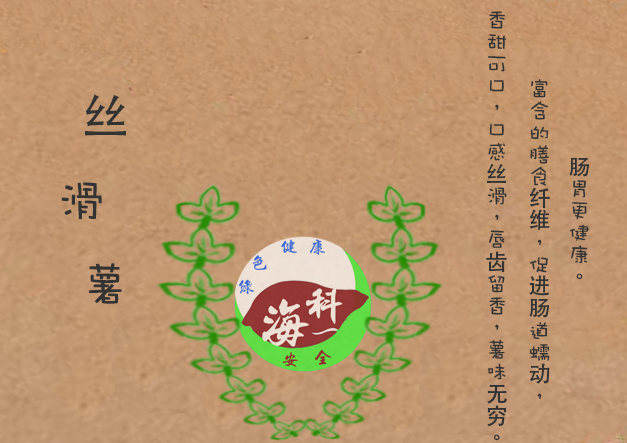 丝滑薯
绿色健康
海科
安全
香甜可口，口感丝滑，唇齿留香，薯味无穷。
富含的膳食纤维，促进肠道蠕动，
肠胃更健康。